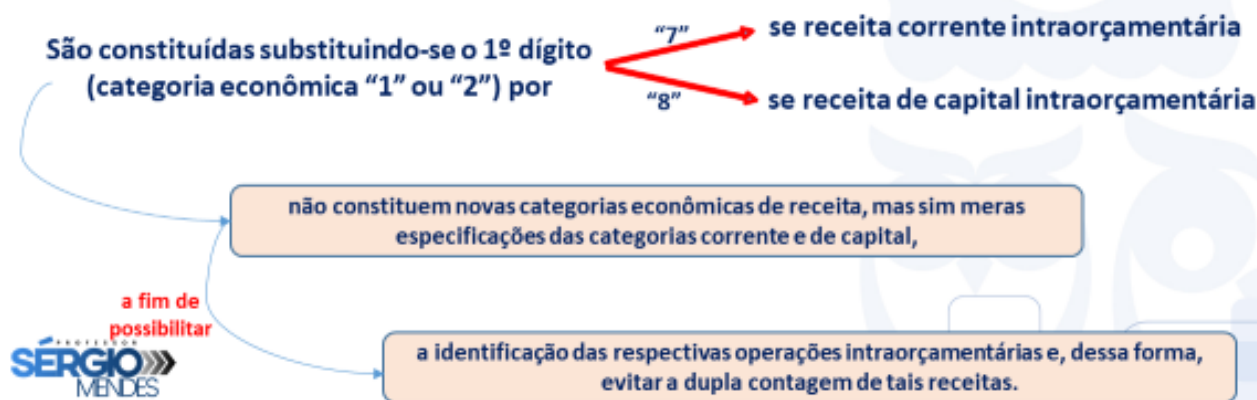 São constituídas substituindo-se o 1º dígito
(categoria econômica “1” ou “2”) por
“7”
se receita corrente intraorçamentária
“8”
se receita de capital intraorçamentária
não constituem novas categorias econômicas de receita, mas sim meras
especificações das categorias corrente e de capital,
a fim de
possibilitar
a identificação das respectivas operações intraorçamentárias e, dessa forma,
evitar a dupla contagem de tais receitas.
PROFESSOR
SÉRGIO
MENDES